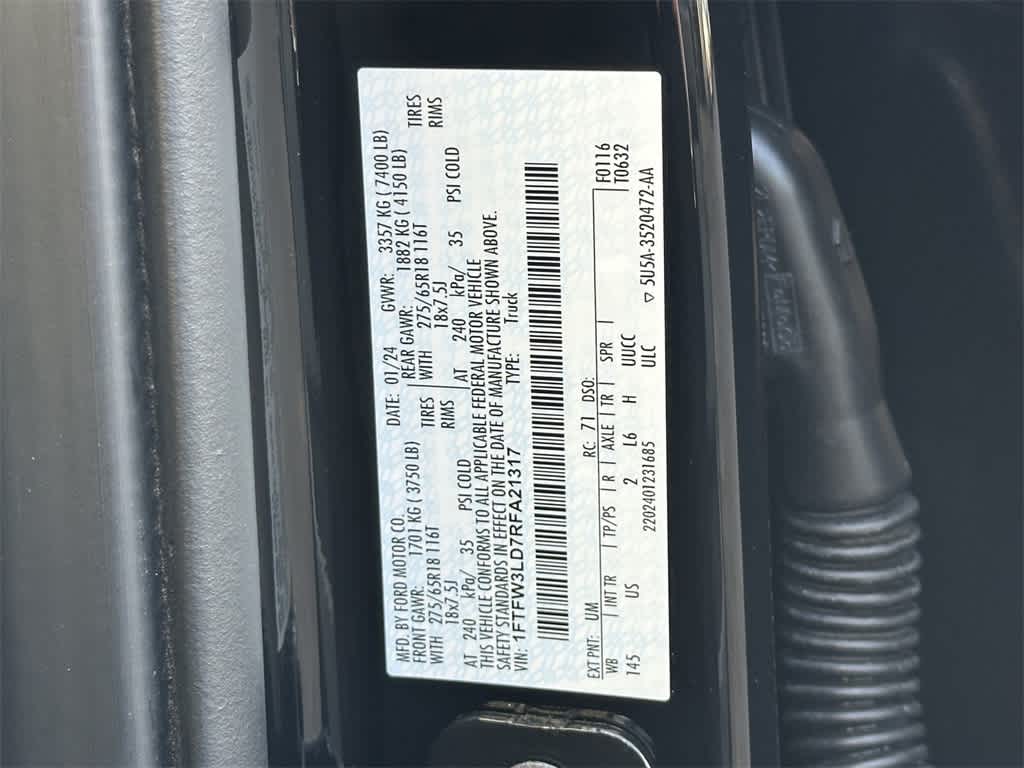 MFD. BY FORD MOTOR CO. DATE: 01/24 GVWR: 3357 KG ( 7400 LB)
FRONT GAWR: 1701 KG ( 3750 LB) REAR GAWR: 1882 KG ( 4150 LB)
WITH 275/65R18 116T TIRES WITH 275/65R18 116T TIRES
18x7.5J RIMS 18x7.5J RIMS
AT 240 kPa/ 35 PSI COLD AT 240 kPa/ 35 PSI COLD
THIS VEHICLE CONFORMS TO ALL APPLICABLE FEDERAL MOTOR VEHICLE
SAFETY STANDARDS IN EFFECT ON THE DATE OF MANUFACTURE SHOWN ABOVE.
VIN: 1FTFW3LD7RFA21317 TYPE: Truck
EXT PNT: UM RC: 71 DSO: F0116
WB INTR TP/PS R AXLE TR SPR T0632
145 US 2 L6 H UUCC
2202401231685 ULC ▽ 5U5A-3520472-AA